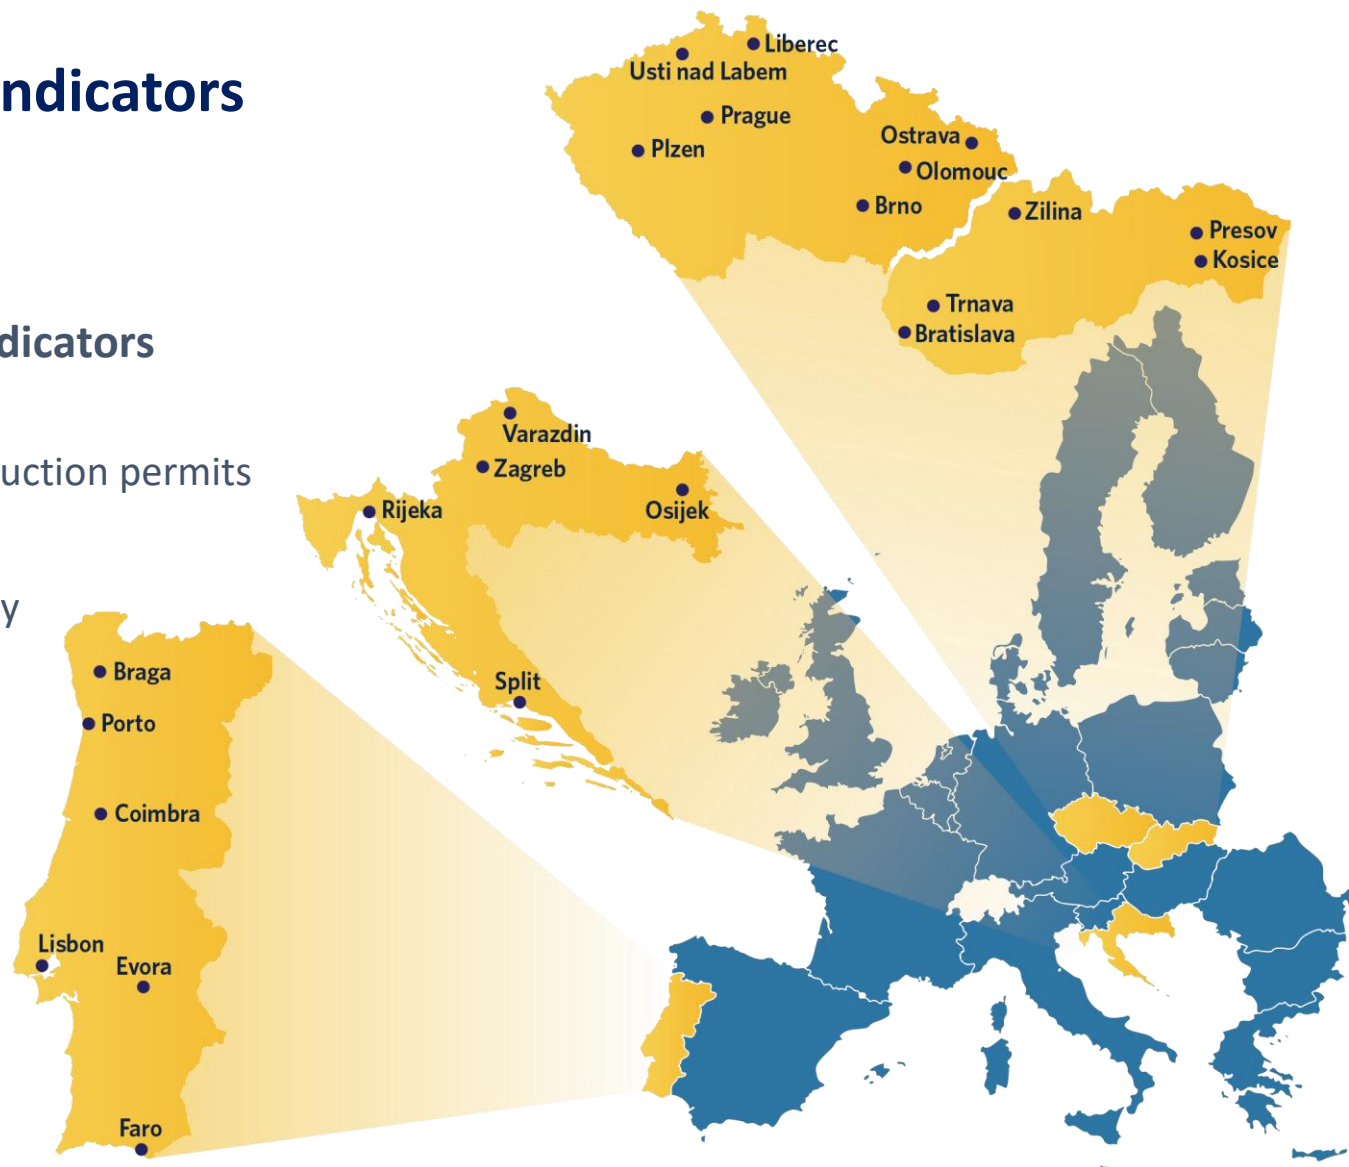 ndicators
dicators
uction permits
y
Liberec
Usti nad Labem
Prague
Plzen
Ostrava
Olomouc
Brno
Zilina
Presov
Kosice
Trnava
Bratislava
Varazdin
Zagreb
Rijeka
Osijek
Split
Braga
Porto
Coimbra
Lisbon
Evora
Faro